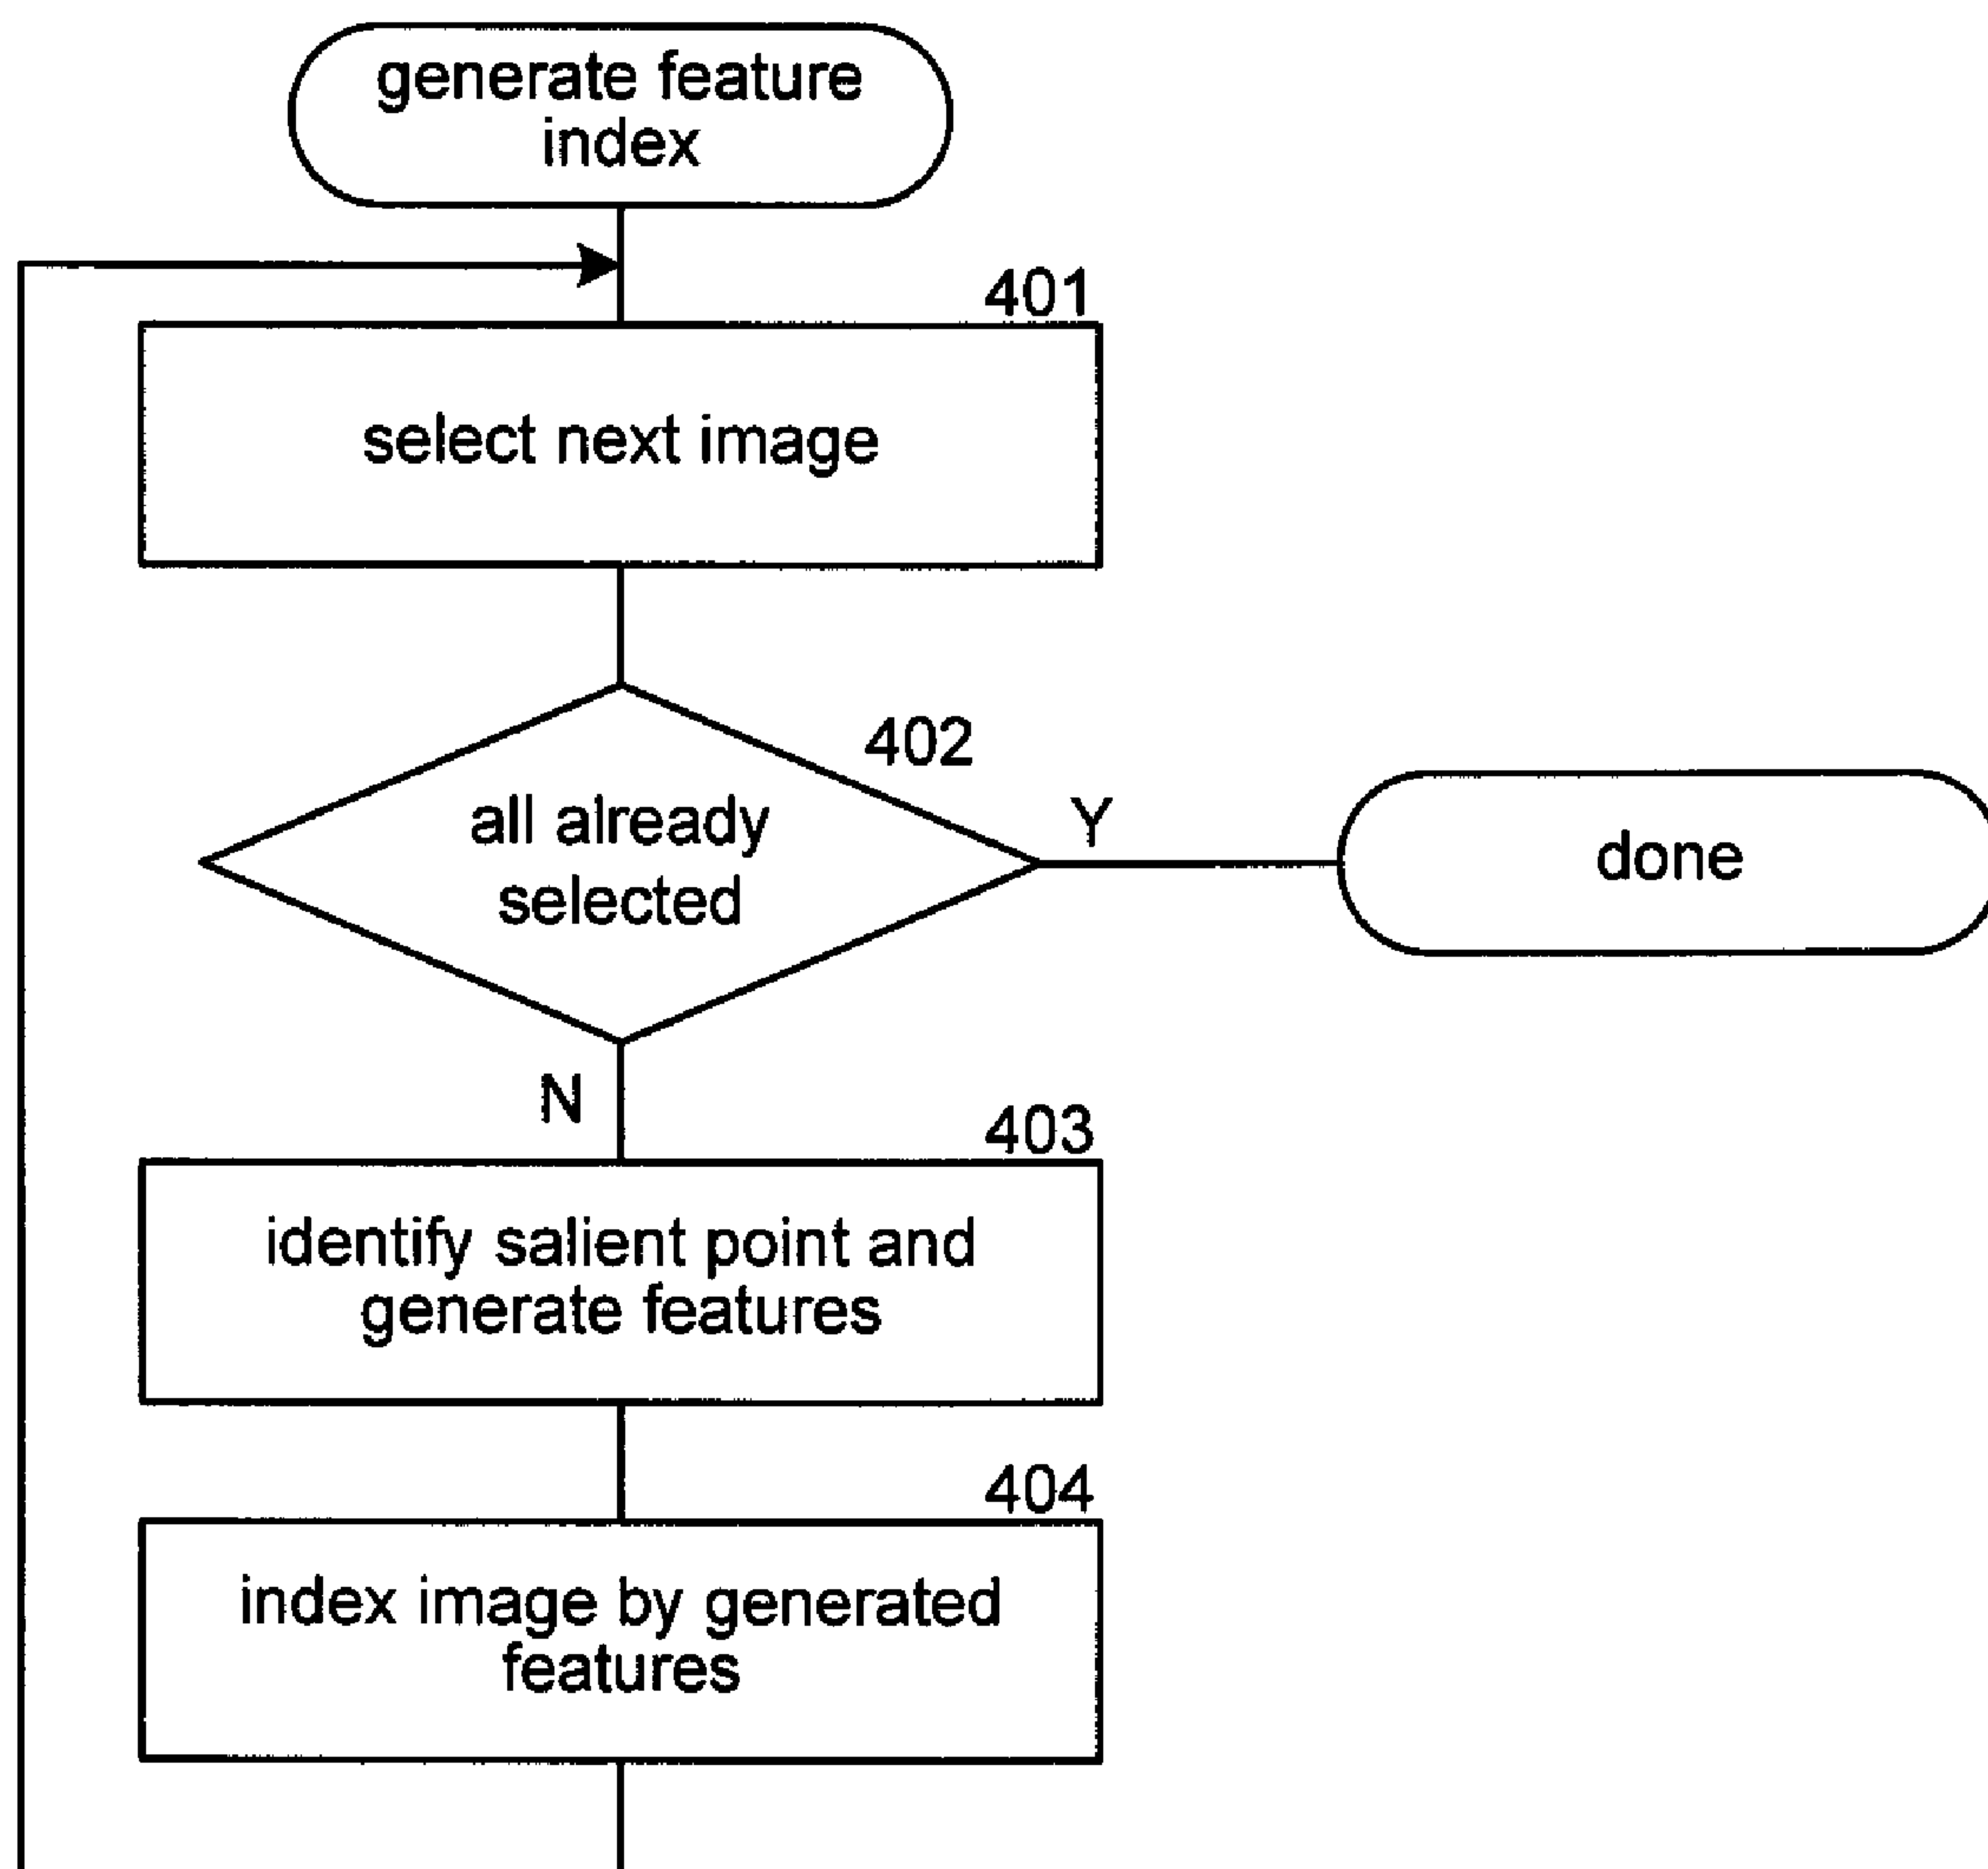 generate feature
index
401
select next image
402
all already
selected
Y
done
N
403
identify salient point and
generate features
404
index image by generated
features